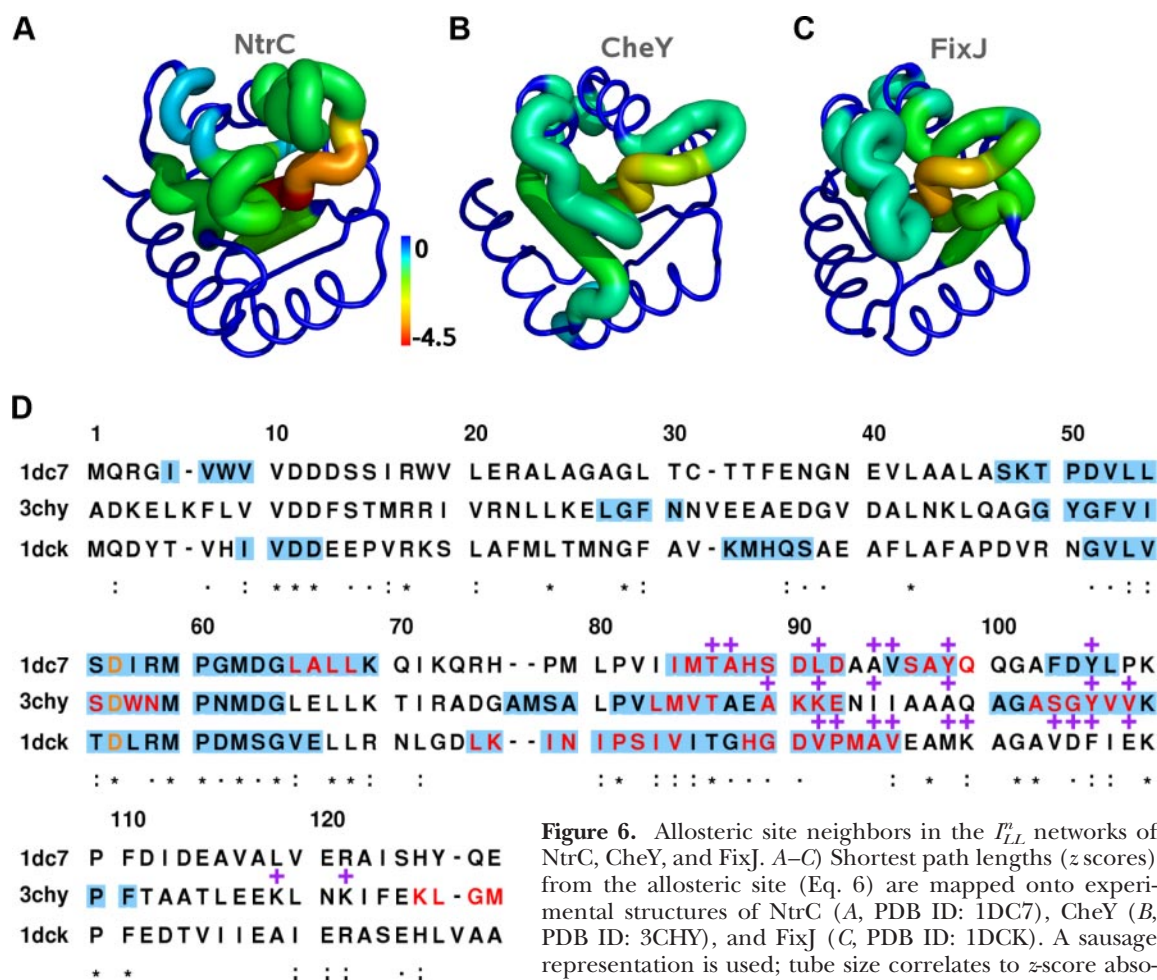 A
NtrC
B
CheY
C
FixJ
0
-4.5
D
1 10 20 30 40 50
1dc7 MQRGI-VWV VDDDSSIRWV LERALAGAGL TC-TTFENGN EVLAALASKT PDVLL
3chy ADKELKFLV VDDFSTMRRI VRNLLKELGF NNVEEAEDGV DALNKLQAGG YGFVI
1dck MQDYT-VHI VDDEEPVRKS LAFMLTMNGF AV-KMHQSAE AFLAFAPDVR NGVLV
: . : * * * . . : * : * * : : . . * . . : :
60 70 80 90 100
+ + + + + + +
1dc7 SDIRM PGMDGLALLK QIKQRH--PM LPVIIMTAHS DLDAAVSAYQ QGAFDYLPK
+ + + + + +
3chy SDWNM PNMDGLELLK TIRADGAMSA LPVLMVTAEA KKENIIAAAQ AGASGYVVK
+ + + + + + + + + +
1dck TDLRM PDMSGVELLR NLGDLK--IN IPSIVITGHG DVPMAVEAMK AGAVDFIEK
: * . * * . * . * : * * : : : * : : * . . . : * * * . : *
110 120
1dc7 P FDIDEAVALV ERAISHY-QE
+ +
3chy P FTAATLEEKL NKIFEKL-GM
1dck P FEDTVIIEAI ERASEHLVAA
* * : : : . . :
Figure 6. Allosteric site neighbors in the I^n_LL networks of
NtrC, CheY, and FixJ. A–C) Shortest path lengths (z scores)
from the allosteric site (Eq. 6) are mapped onto experi-
mental structures of NtrC (A, PDB ID: 1DC7), CheY (B,
PDB ID: 3CHY), and FixJ (C, PDB ID: 1DCK). A sausage
representation is used; tube size correlates to z-score abso-